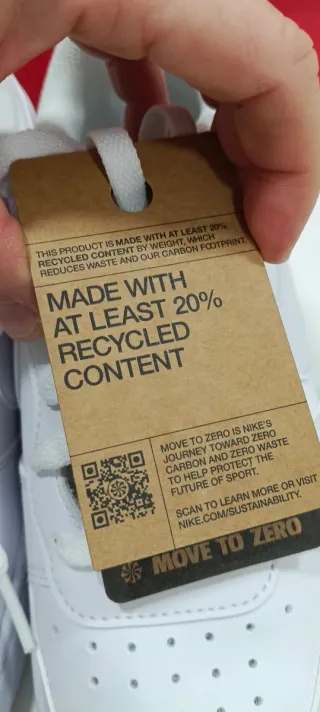 THIS PRODUCT IS MADE WITH AT LEAST 20%
RECYCLED CONTENT BY WEIGHT, WHICH
REDUCES WASTE AND OUR CARBON FOOTPRINT.
MADE WITH
AT LEAST 20%
RECYCLED
CONTENT
MOVE TO ZERO IS NIKE'S
JOURNEY TOWARD ZERO
CARBON AND ZERO WASTE
TO HELP PROTECT THE
FUTURE OF SPORT.
SCAN TO LEARN MORE OR VISIT
NIKE.COM/SUSTAINABILITY.
MOVE TO ZERO